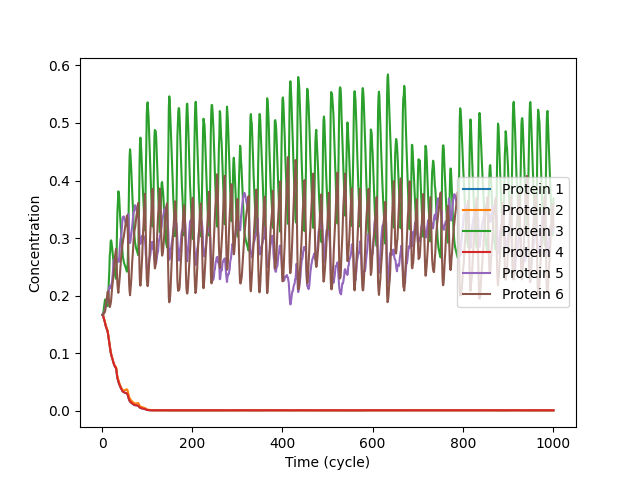 0.6
0.5
0.4
0.3
0.2
0.1
0.0
Concentration
0
200
400
600
800
1000
Time (cycle)
Protein 1
Protein 2
Protein 3
Protein 4
Protein 5
Protein 6